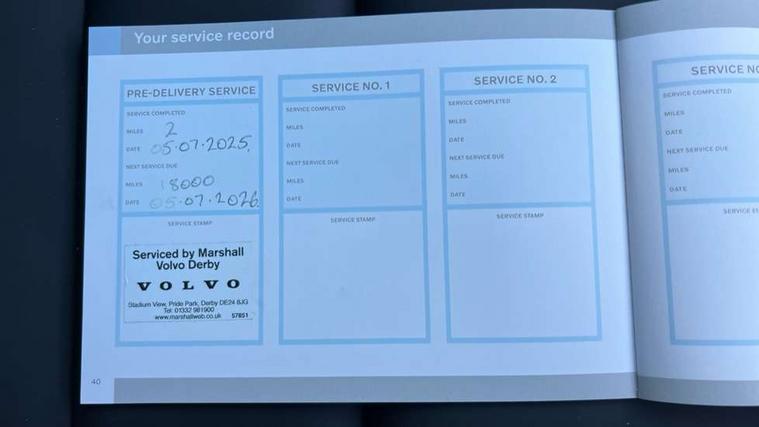 Your service record
PRE-DELIVERY SERVICE
SERVICE COMPLETED
MILES 2
DATE 05.07.2025.
NEXT SERVICE DUE
MILES 18000
DATE 05.07.2026.
SERVICE STAMP
Serviced by Marshall
Volvo Derby
VOLVO
Stadium View, Pride Park, Derby DE24 8JG
Tel: 01332 981900
www.marshallweb.co.uk 57851
SERVICE NO. 1
SERVICE COMPLETED
MILES
DATE
NEXT SERVICE DUE
MILES
DATE
SERVICE STAMP
SERVICE NO. 2
SERVICE COMPLETED
MILES
DATE
NEXT SERVICE DUE
MILES
DATE
SERVICE STAMP
40
SERVICE NO
SERVICE COMPLETED
MILES
DATE
NEXT SERVICE DUE
MILES
DATE
SERVICE